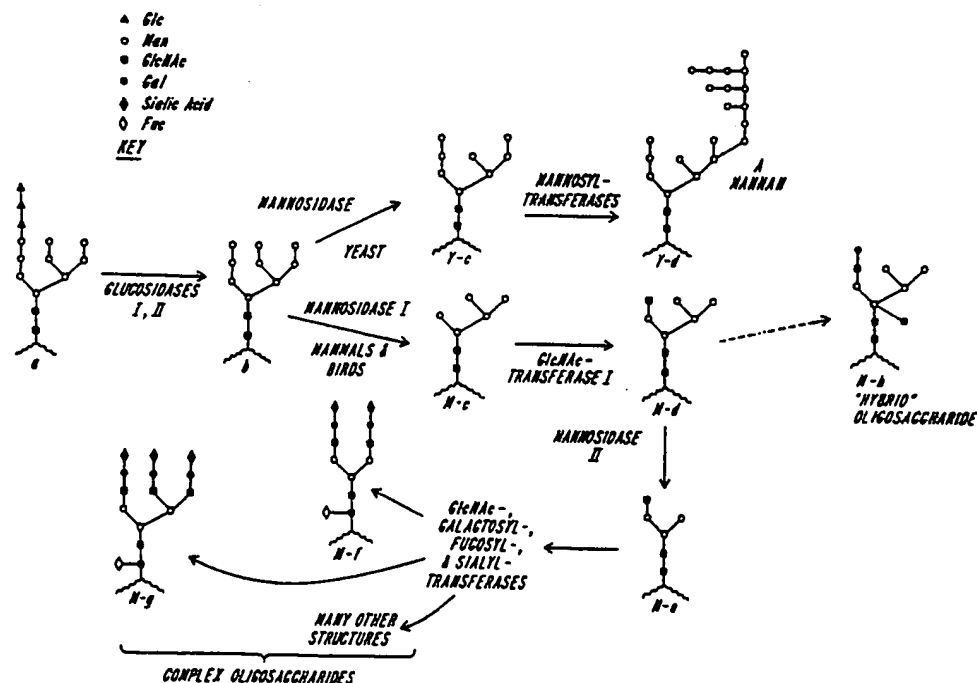 Glc
Man
GlcNAc
Gal
Sialic Acid
Fuc
KEY
a
GLUCOSIDASES
I, II
b
MANNOSIDASE
YEAST
MANNOSIDASE I
MAMMALS &
BIRDS
Y-c
MANNOSYL-
TRANSFERASES
Y-d
A
MANNAN
M-c
GlcNAc-
TRANSFERASE I
M-d
M-h
"HYBRID"
OLIGOSACCHARIDE
MANNOSIDASE
II
M-e
GlcNAc-,
GALACTOSYL-,
FUCOSYL-,
& SIALYL-
TRANSFERASES
M-f
M-g
MANY OTHER
STRUCTURES
COMPLEX OLIGOSACCHARIDES